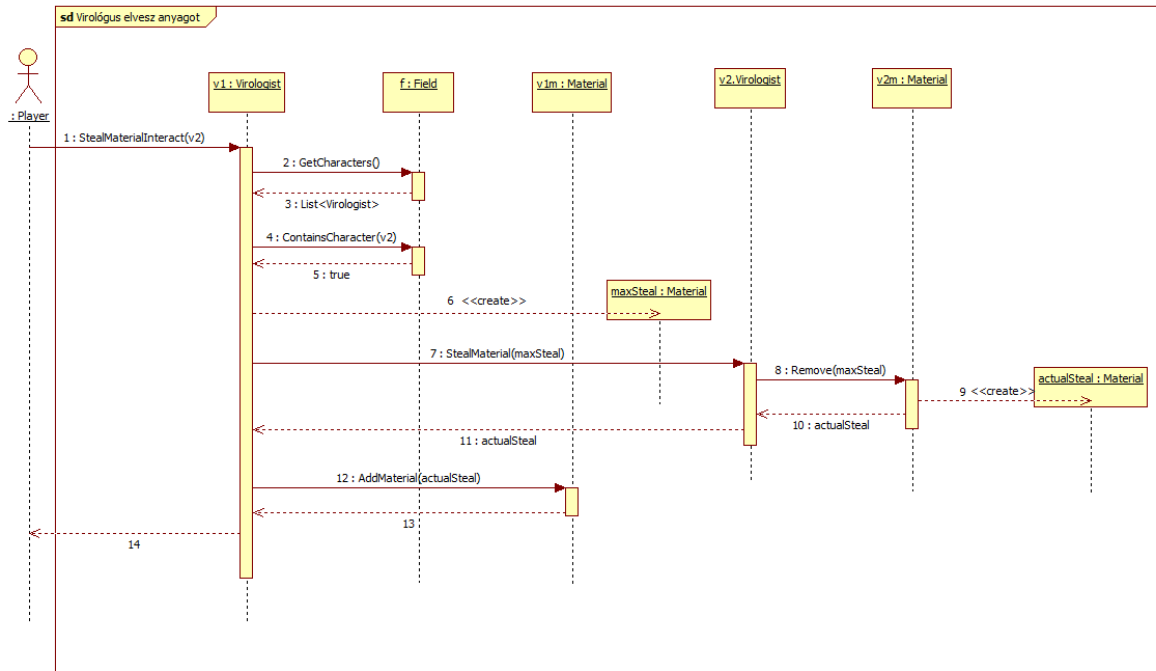 sd Virológus elvesz anyagot
: Player
v1 : Virologist
f : Field
v1m : Material
v2.Virologist
v2m : Material
1 : StealMaterialInteract(v2)
2 : GetCharacters()
3 : List<Virologist>
4 : ContainsCharacter(v2)
5 : true
6 <<create>>
maxSteal : Material
7 : StealMaterial(maxSteal)
8 : Remove(maxSteal)
9 <<create>>
actualSteal : Material
10 : actualSteal
11 : actualSteal
12 : AddMaterial(actualSteal)
13
14